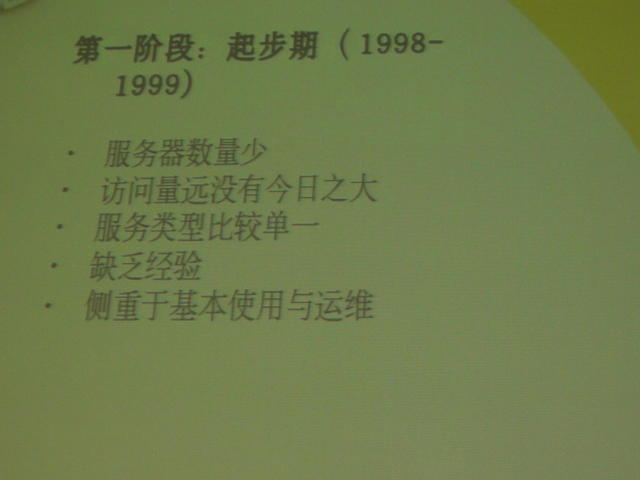 第一阶段：起步期（1998-
1999）
· 服务器数量少
· 访问量远没有今日之大
· 服务类型比较单一
· 缺乏经验
· 侧重于基本使用与运维